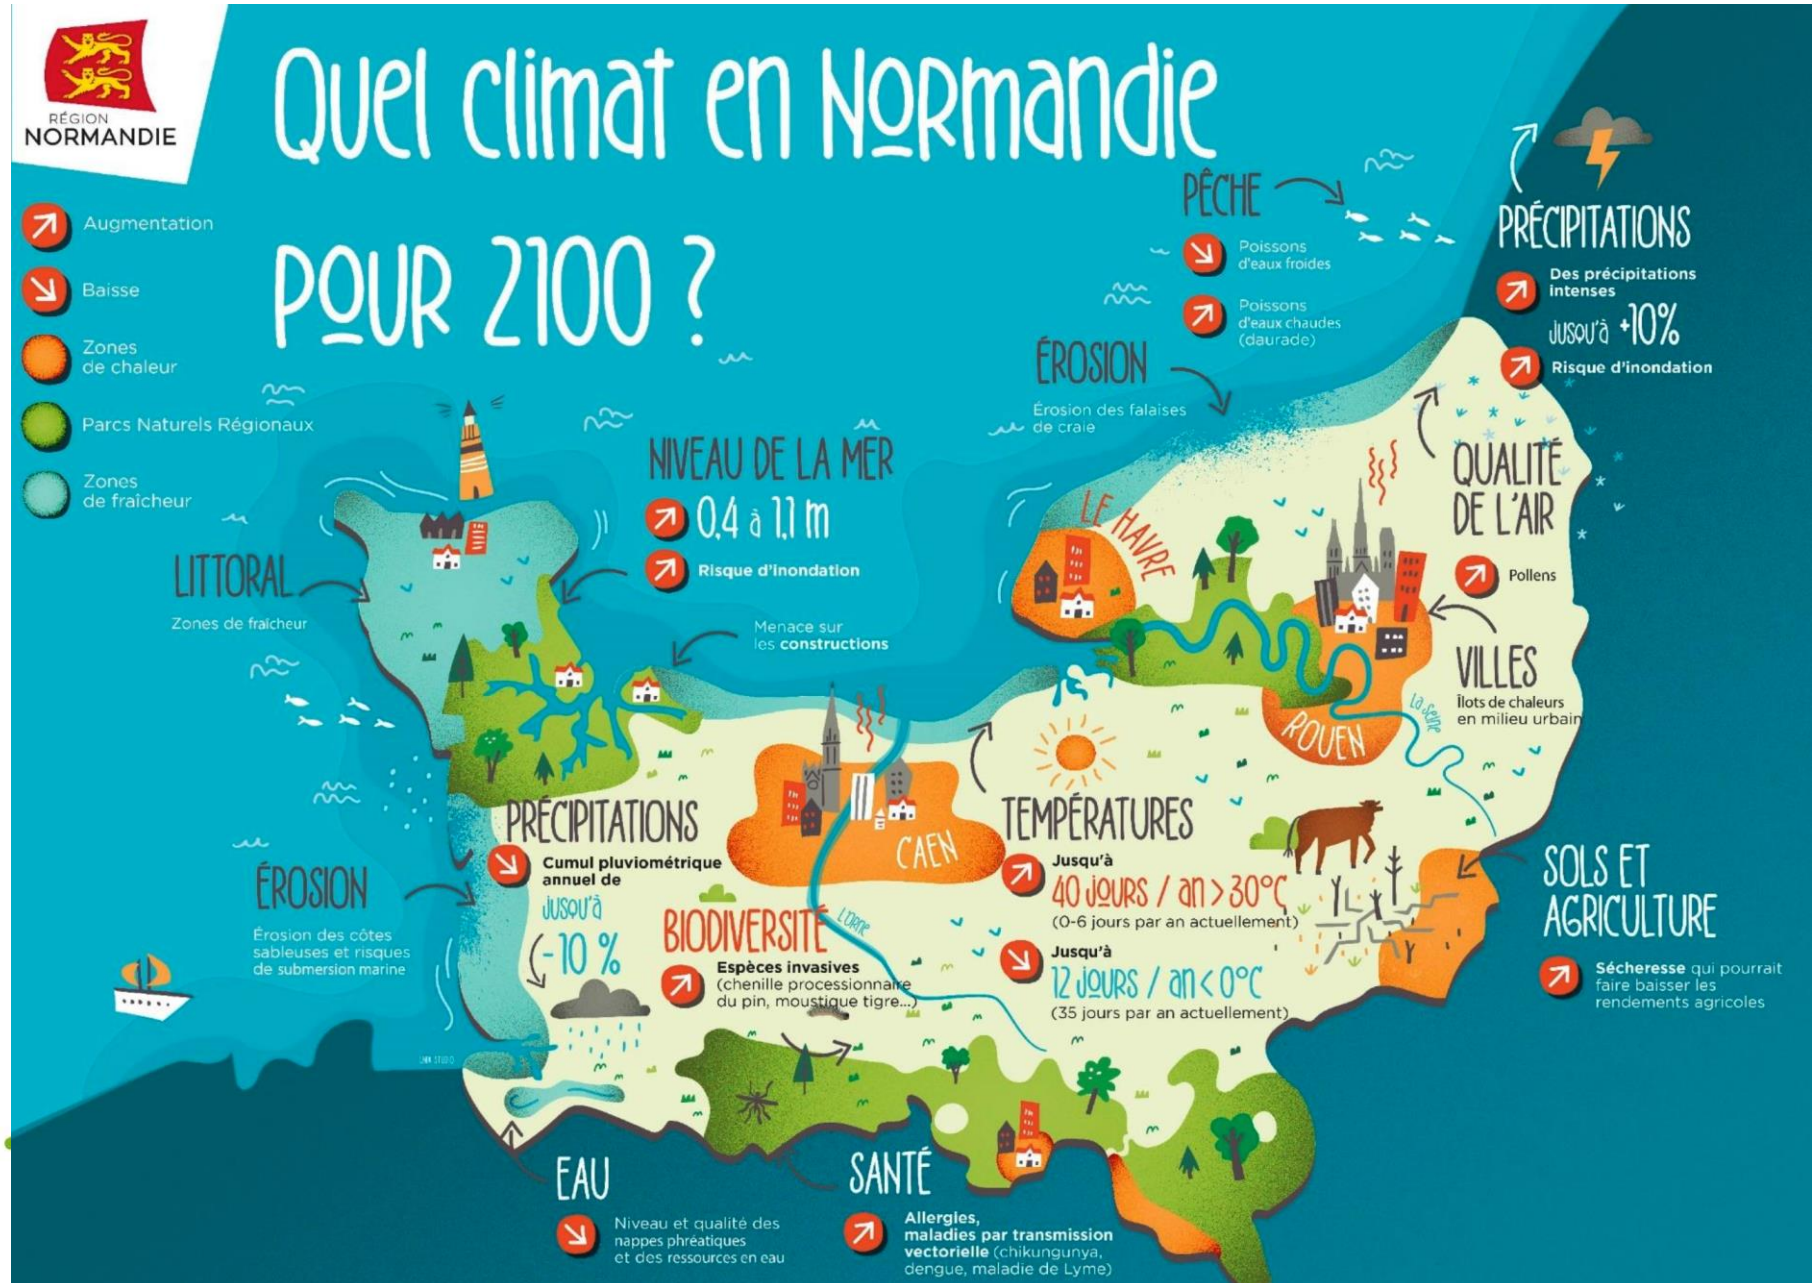 RÉGION
NORMANDIE
Quel climat en Normandie
pour 2100 ?
Augmentation
Baisse
Zones
de chaleur
Parcs Naturels Régionaux
Zones
de fraîcheur
PÊCHE
Poissons
d'eaux froides
Poissons
d'eaux chaudes
(daurade)
PRÉCIPITATIONS
Des précipitations
intenses
jusqu'à +10%
Risque d'inondation
ÉROSION
Érosion des falaises
de craie
NIVEAU DE LA MER
0,4 à 1,1 m
Risque d'inondation
Menace sur
les constructions
LITTORAL
Zones de fraîcheur
LE HAVRE
QUALITÉ
DE L'AIR
Pollens
VILLES
Îlots de chaleurs
en milieu urbain
ROUEN
La Seine
PRÉCIPITATIONS
Cumul pluviométrique
annuel de
jusqu'à
-10 %
CAEN
L'Orne
TEMPÉRATURES
Jusqu'à
40 jours / an > 30°C
(0-6 jours par an actuellement)
Jusqu'à
12 jours / an < 0°C
(35 jours par an actuellement)
ÉROSION
Érosion des côtes
sableuses et risques
de submersion marine
BIODIVERSITÉ
Espèces invasives
(chenille processionnaire
du pin, moustique tigre...)
SOLS ET
AGRICULTURE
Sécheresse qui pourrait
faire baisser les
rendements agricoles
EAU
Niveau et qualité des
nappes phréatiques
et des ressources en eau
SANTÉ
Allergies,
maladies par transmission
vectorielle (chikungunya,
dengue, maladie de Lyme)